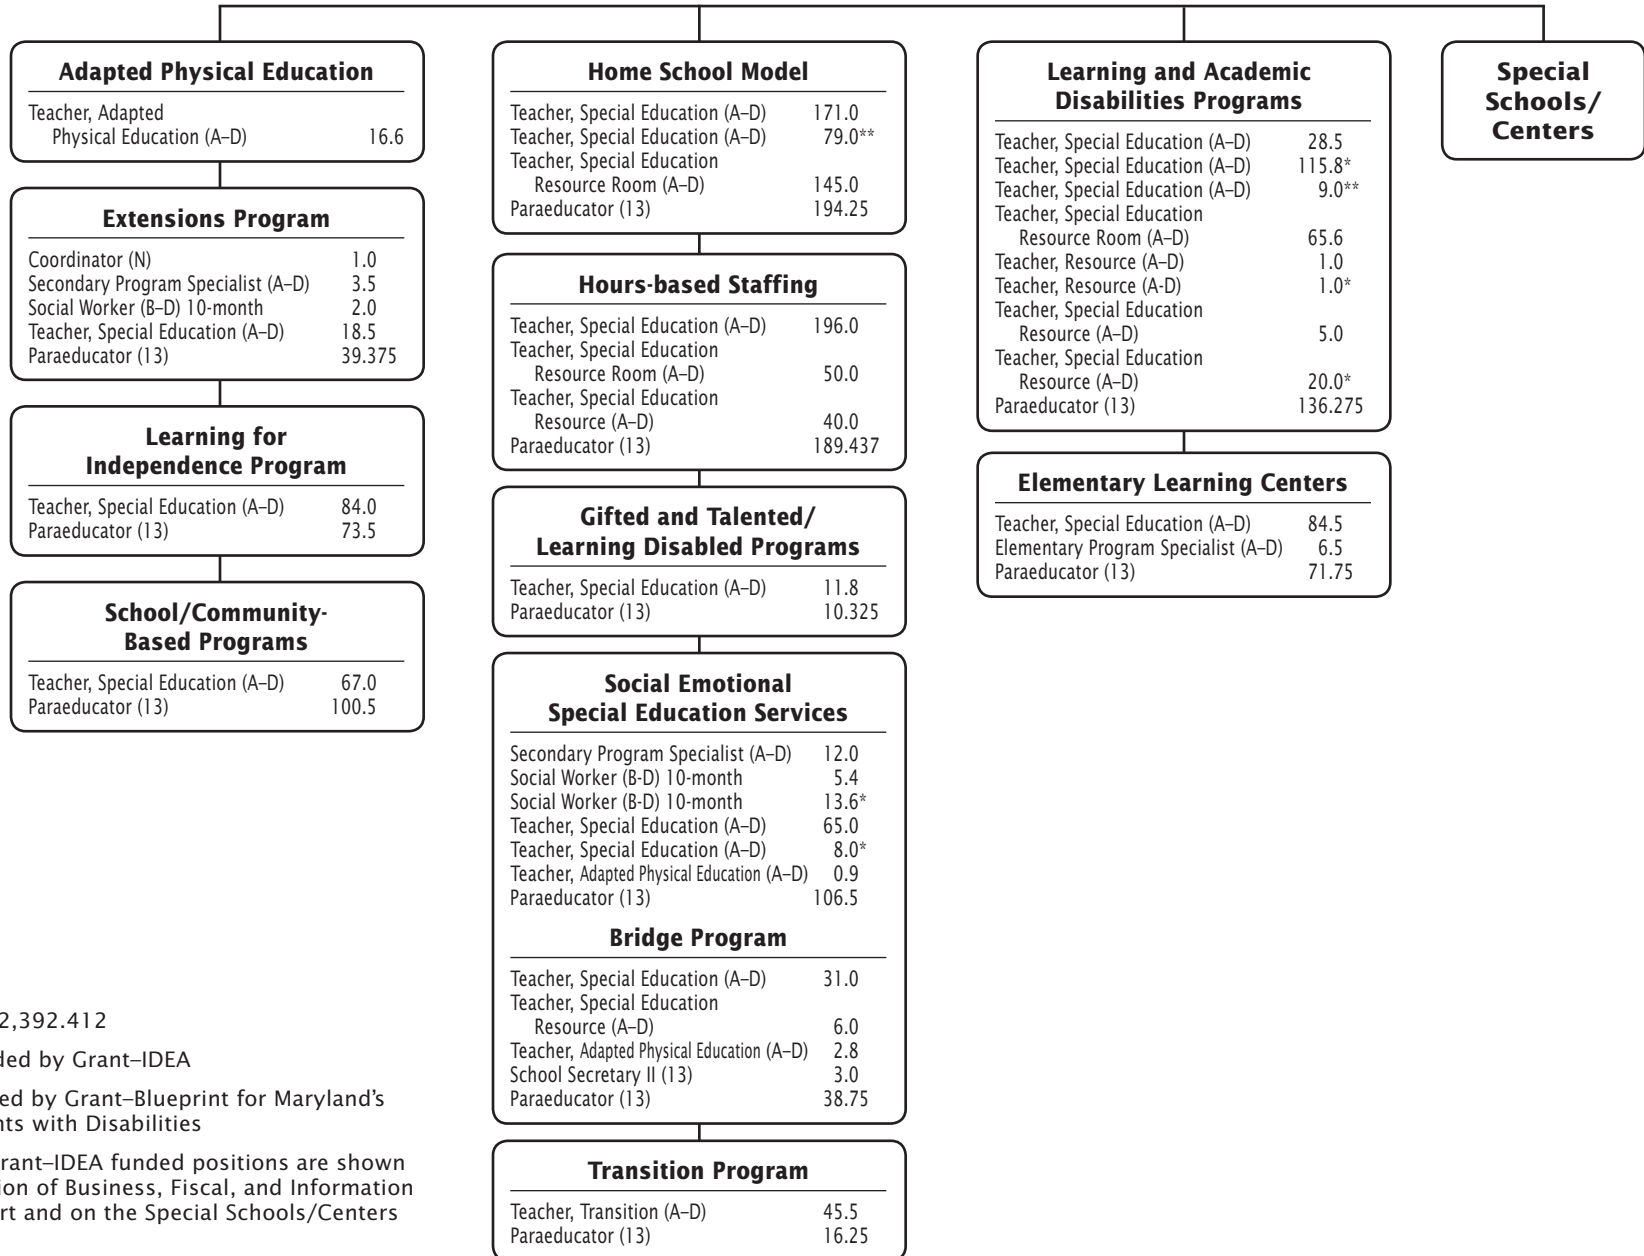 Adapted Physical Education
Teacher, Adapted
Physical Education (A–D) 16.6
Extensions Program
Coordinator (N) 1.0
Secondary Program Specialist (A–D) 3.5
Social Worker (B–D) 10-month 2.0
Teacher, Special Education (A–D) 18.5
Paraeducator (13) 39.375
Learning for
Independence Program
Teacher, Special Education (A–D) 84.0
Paraeducator (13) 73.5
School/Community-
Based Programs
Teacher, Special Education (A–D) 67.0
Paraeducator (13) 100.5
Home School Model
Teacher, Special Education (A–D) 171.0
Teacher, Special Education (A–D) 79.0**
Teacher, Special Education
Resource Room (A–D) 145.0
Paraeducator (13) 194.25
Hours-based Staffing
Teacher, Special Education (A–D) 196.0
Teacher, Special Education
Resource Room (A–D) 50.0
Teacher, Special Education
Resource (A–D) 40.0
Paraeducator (13) 189.437
Gifted and Talented/
Learning Disabled Programs
Teacher, Special Education (A–D) 11.8
Paraeducator (13) 10.325
Social Emotional
Special Education Services
Secondary Program Specialist (A–D) 12.0
Social Worker (B-D) 10-month 5.4
Social Worker (B-D) 10-month 13.6*
Teacher, Special Education (A–D) 65.0
Teacher, Special Education (A–D) 8.0*
Teacher, Adapted Physical Education (A–D) 0.9
Paraeducator (13) 106.5
Bridge Program
Teacher, Special Education (A–D) 31.0
Teacher, Special Education
Resource (A–D) 6.0
Teacher, Adapted Physical Education (A–D) 2.8
School Secretary II (13) 3.0
Paraeducator (13) 38.75
Transition Program
Teacher, Transition (A–D) 45.5
Paraeducator (13) 16.25
Learning and Academic
Disabilities Programs
Teacher, Special Education (A–D) 28.5
Teacher, Special Education (A–D) 115.8*
Teacher, Special Education (A–D) 9.0**
Teacher, Special Education
Resource Room (A–D) 65.6
Teacher, Resource (A–D) 1.0
Teacher, Resource (A-D) 1.0*
Teacher, Special Education
Resource (A–D) 5.0
Teacher, Special Education
Resource (A–D) 20.0*
Paraeducator (13) 136.275
Elementary Learning Centers
Teacher, Special Education (A–D) 84.5
Elementary Program Specialist (A–D) 6.5
Paraeducator (13) 71.75
Special
Schools/
Centers
2,392.412
by Grant–IDEA
by Grant–Blueprint for Maryland's
with Disabilities
IDEA funded positions are shown
of Business, Fiscal, and Information
and on the Special Schools/Centers